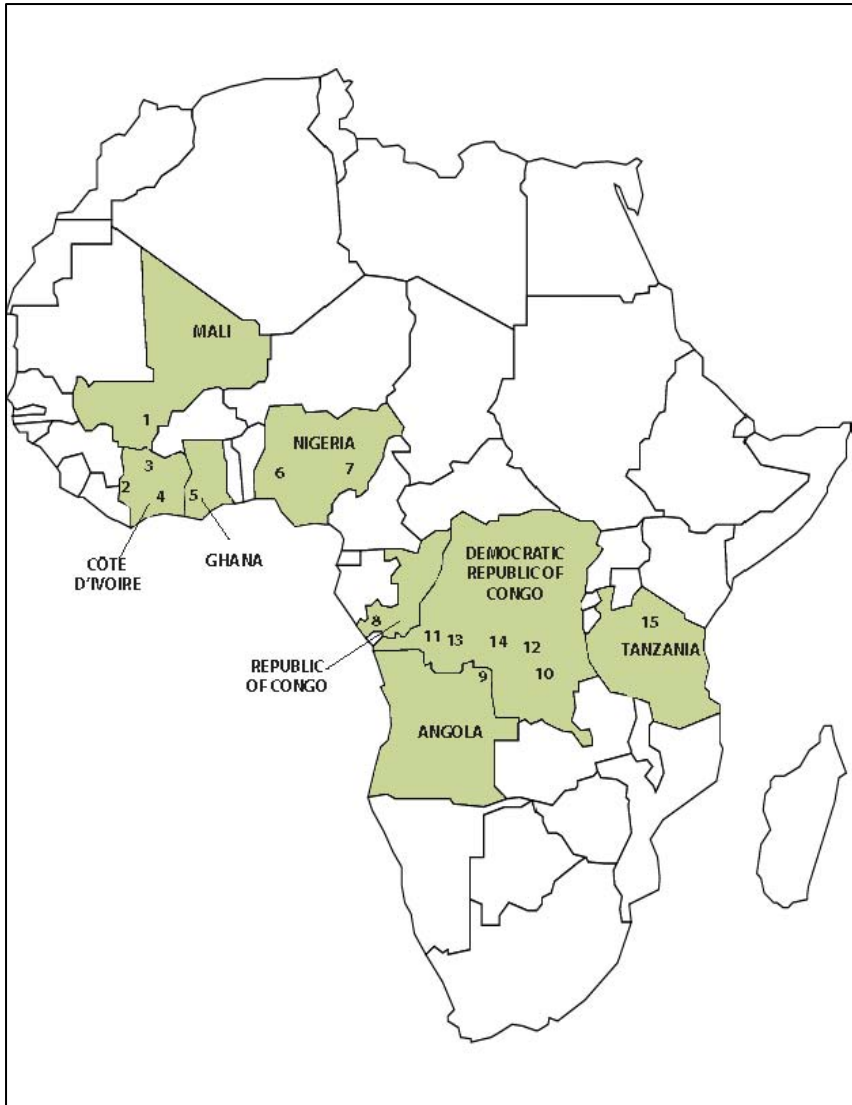 MALI
1
NIGERIA
3
6
7
2
4
5
CÔTE
D'IVOIRE
GHANA
DEMOCRATIC
REPUBLIC OF
CONGO
8
15
11
13
14
12
TANZANIA
REPUBLIC
OF CONGO
9
10
ANGOLA